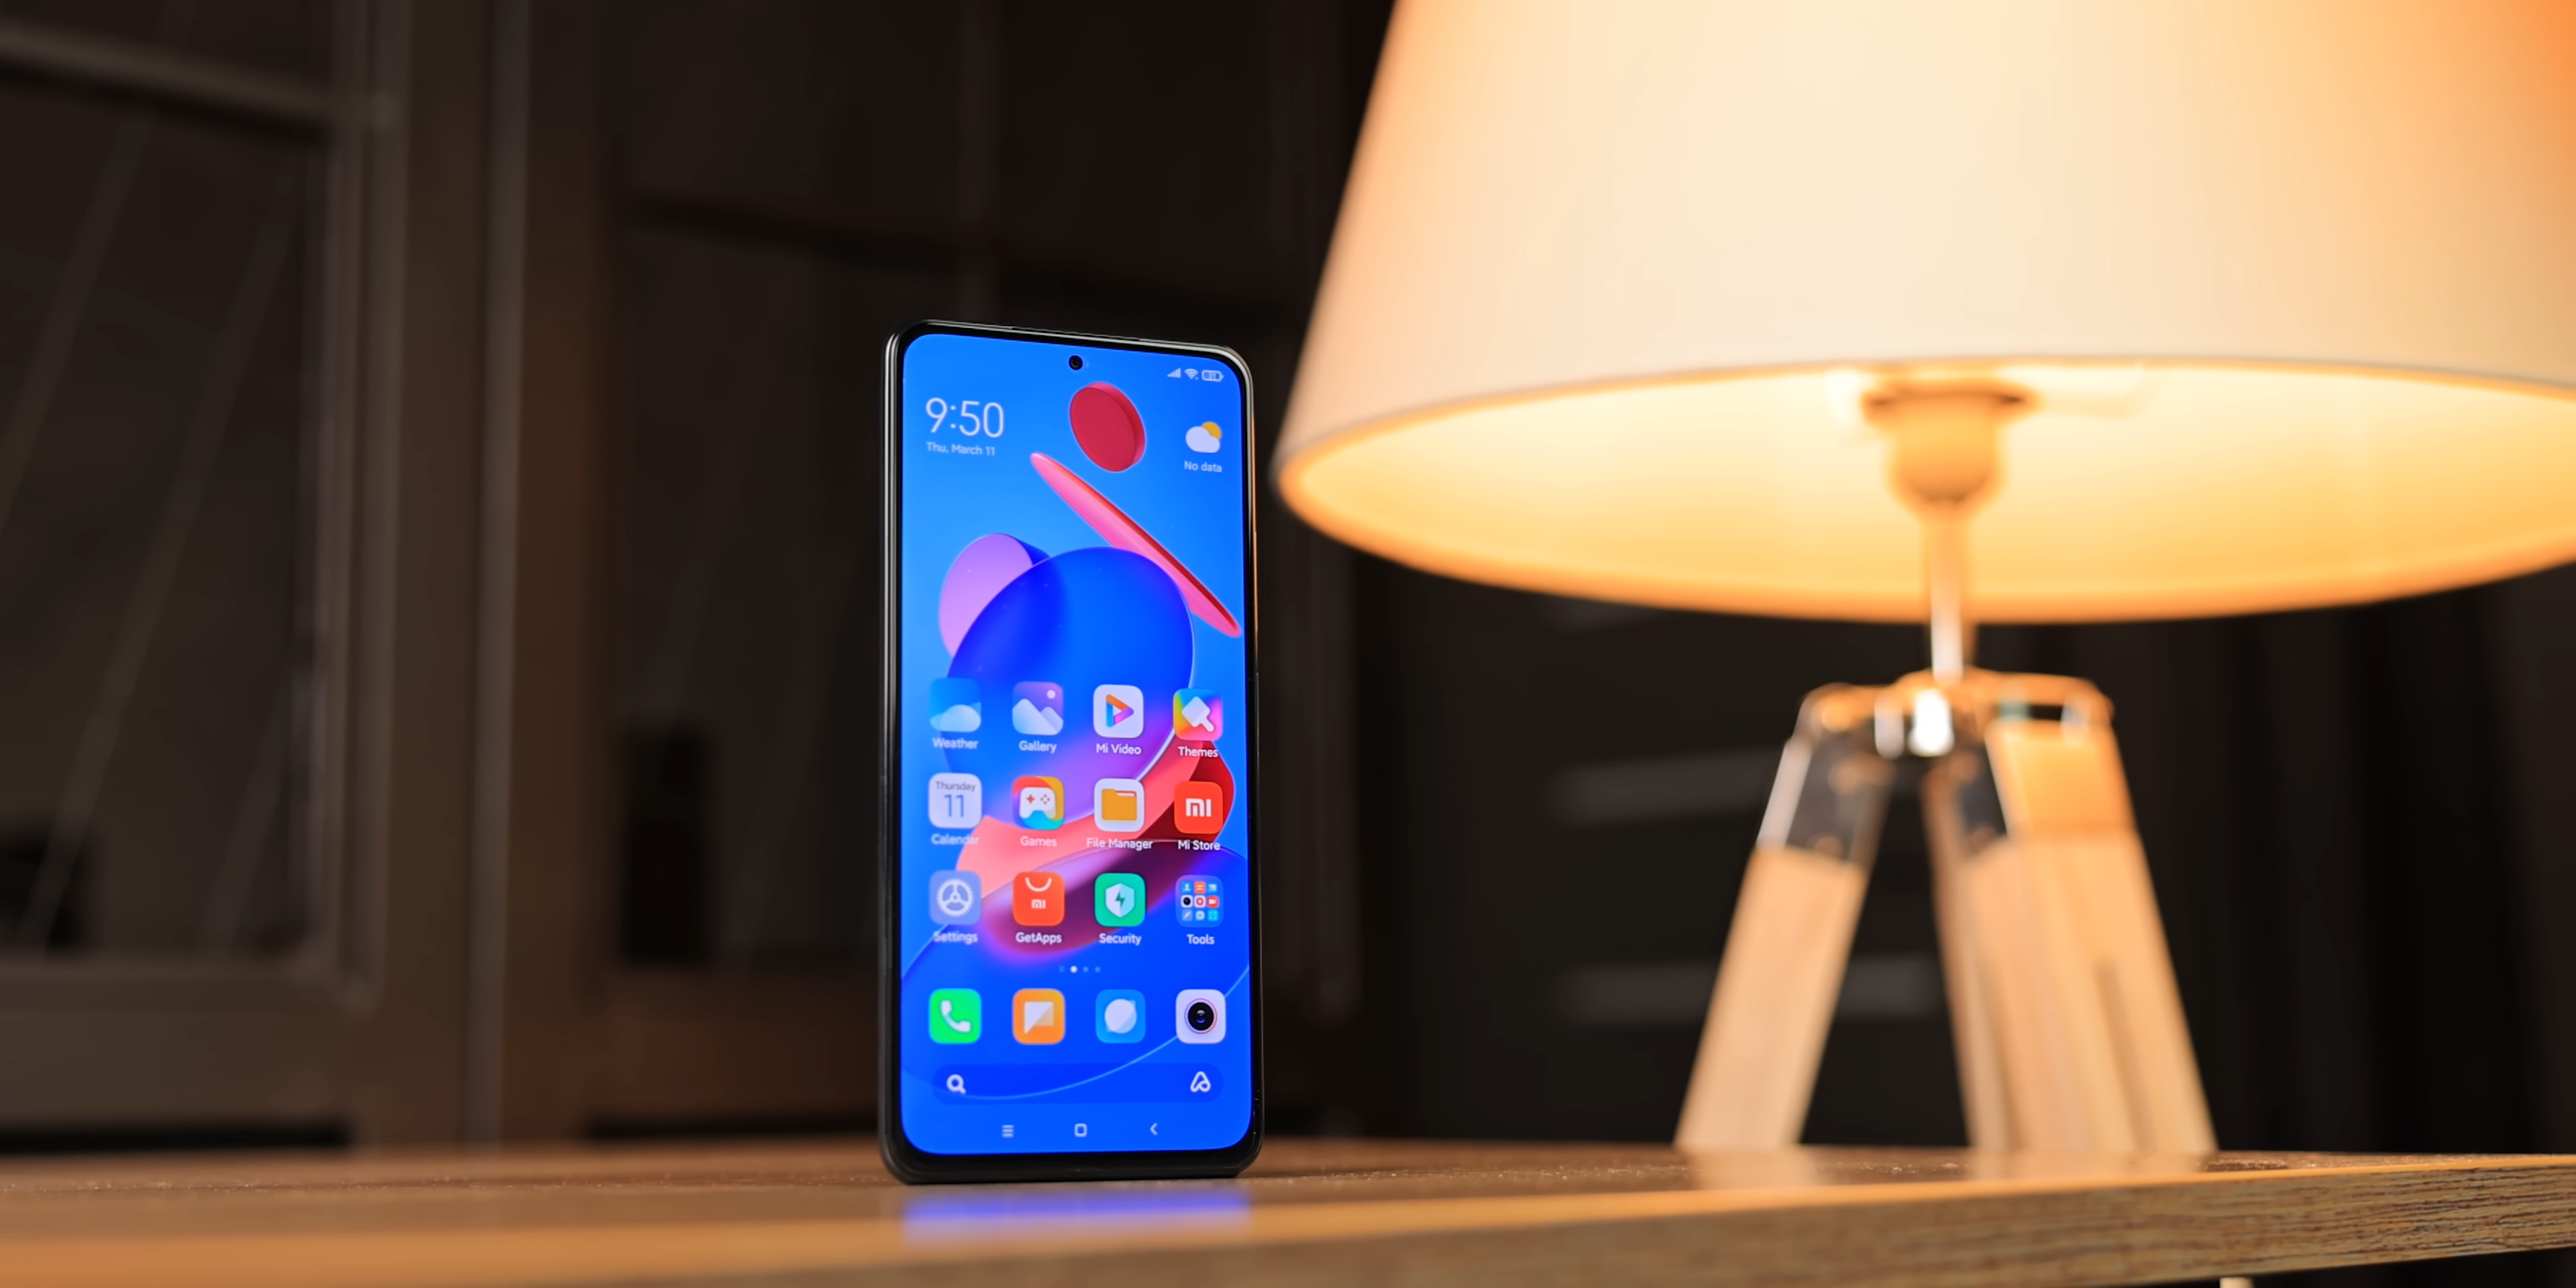 9:50
Thu, March 11
No data
Weather
Gallery
Mi Video
Themes
Thursday
11
Calendar
Games
File Manager
mi
Mi Store
Settings
mi
GetApps
Security
Tools